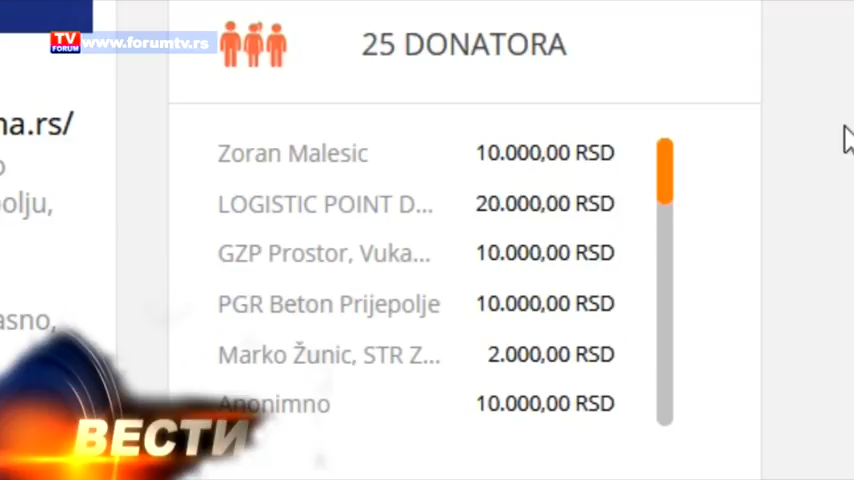 TV
FORUM
www.forumtv.rs
25 DONATORA
na.rs/
olju,
asno,
Zoran Malesic 10.000,00 RSD
LOGISTIC POINT D... 20.000,00 RSD
GZP Prostor, Vuka... 10.000,00 RSD
PGR Beton Prijepolje 10.000,00 RSD
Marko Žunic, STR Z... 2.000,00 RSD
Anonimno 10.000,00 RSD
ВЕСТИ